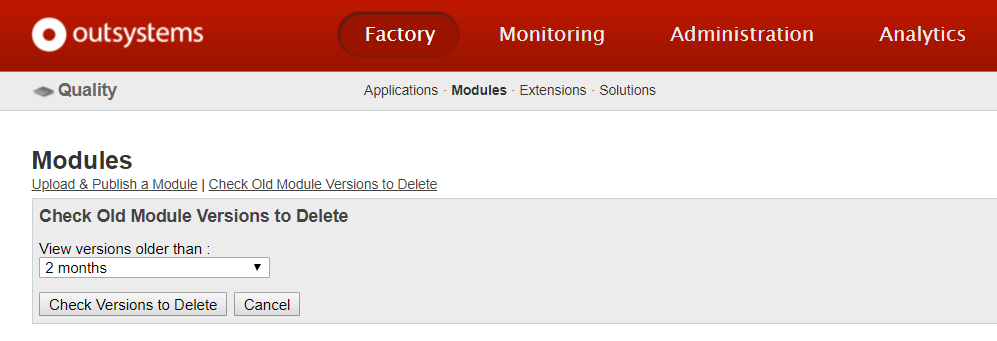 outsystems Factory Monitoring Administration Analytics
Quality Applications · Modules · Extensions · Solutions
Modules
Upload & Publish a Module | Check Old Module Versions to Delete
Check Old Module Versions to Delete
View versions older than :
2 months
Check Versions to Delete Cancel